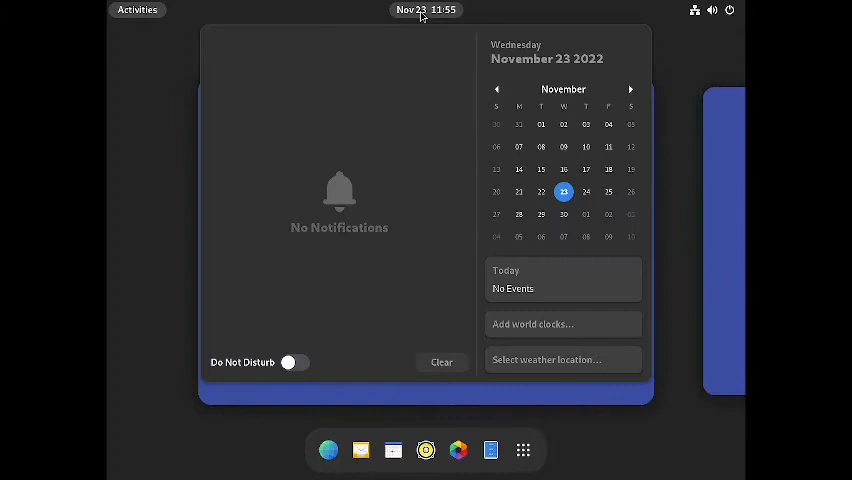 Activities
Nov 23 11:55
Wednesday
November 23 2022
November
S M T W T F S
30 31 01 02 03 04 05
06 07 08 09 10 11 12
13 14 15 16 17 18 19
20 21 22 23 24 25 26
27 28 29 30 01 02 03
04 05 06 07 08 09 10
No Notifications
Today
No Events
Add world clocks...
Select weather location...
Do Not Disturb
Clear